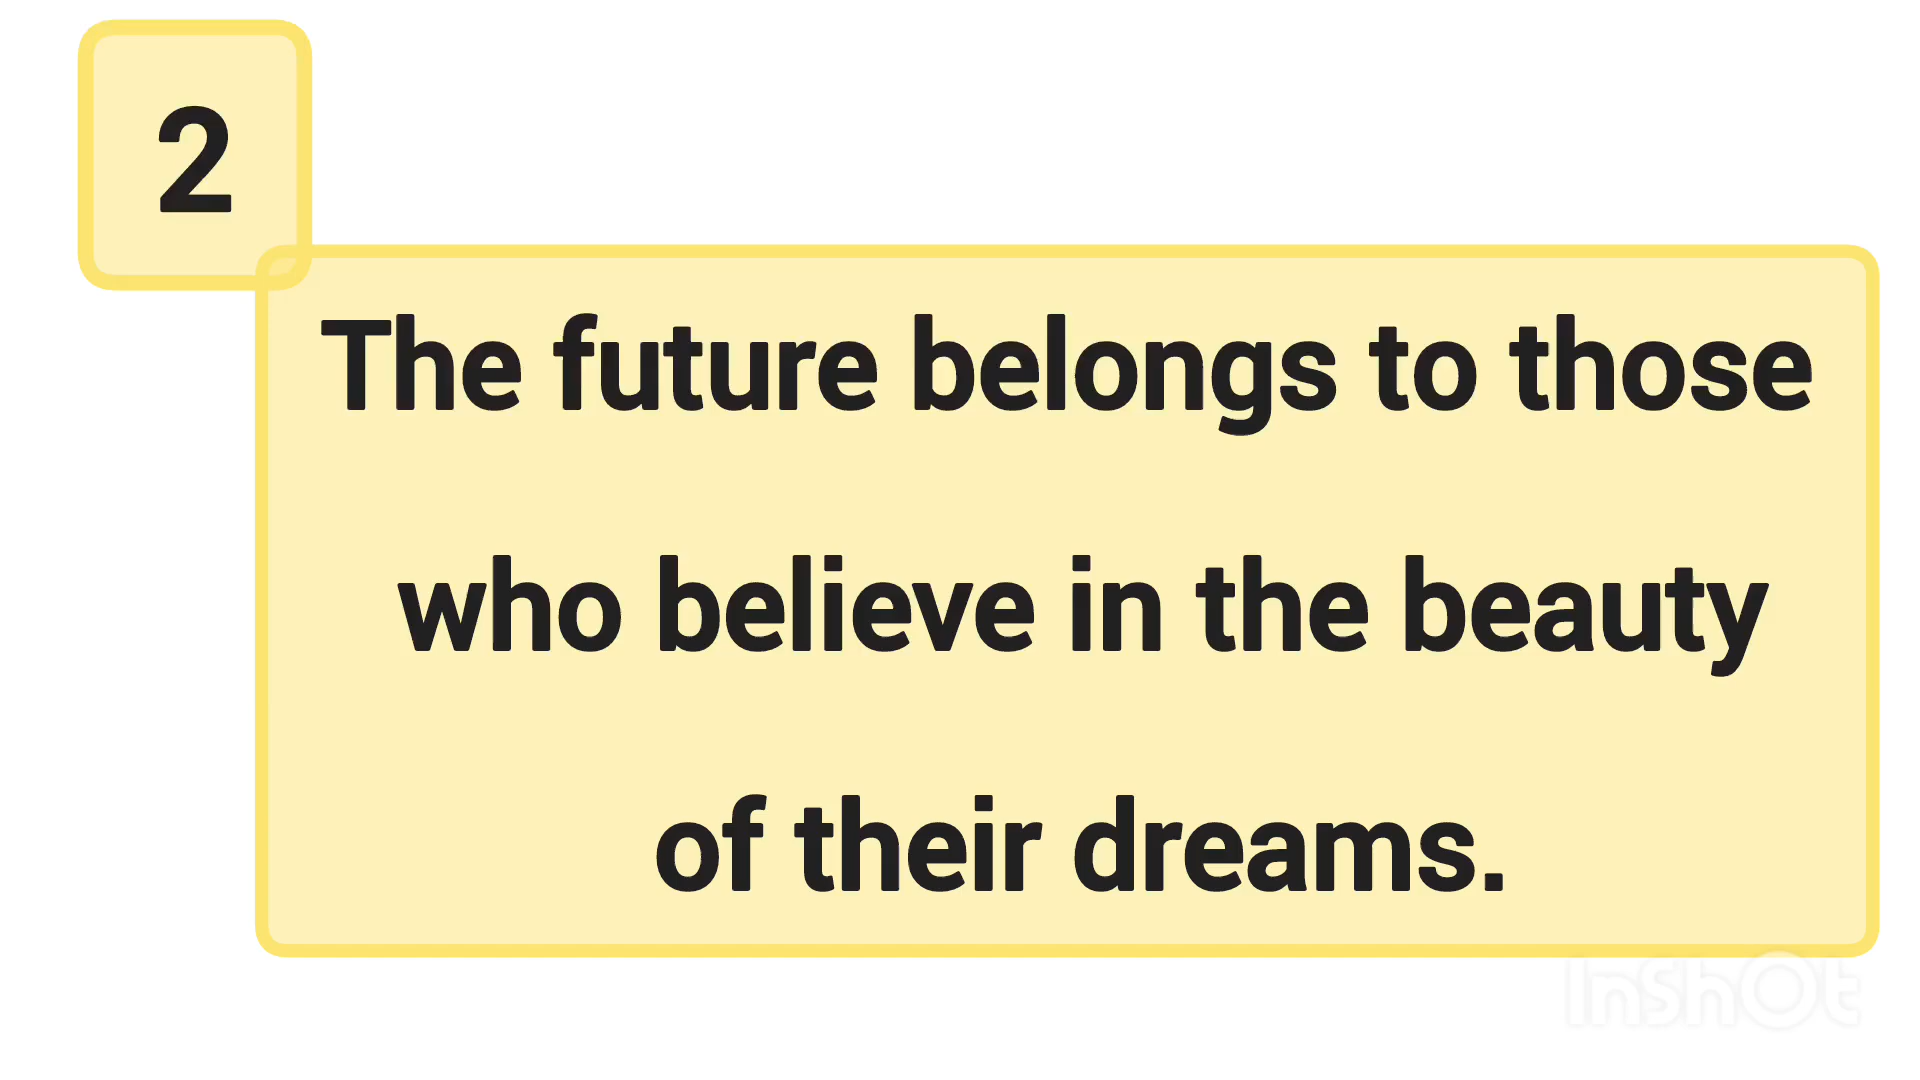 2
The future belongs to those
who believe in the beauty
of their dreams.
InShOt